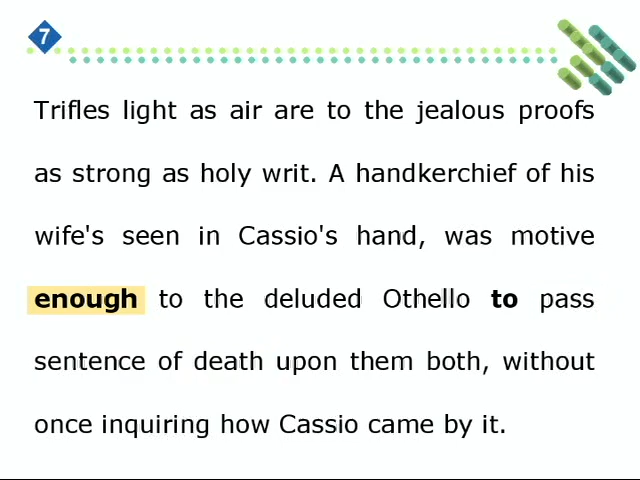 7
Trifles light as air are to the jealous proofs
as strong as holy writ. A handkerchief of his
wife's seen in Cassio's hand, was motive
enough to the deluded Othello to pass
sentence of death upon them both, without
once inquiring how Cassio came by it.